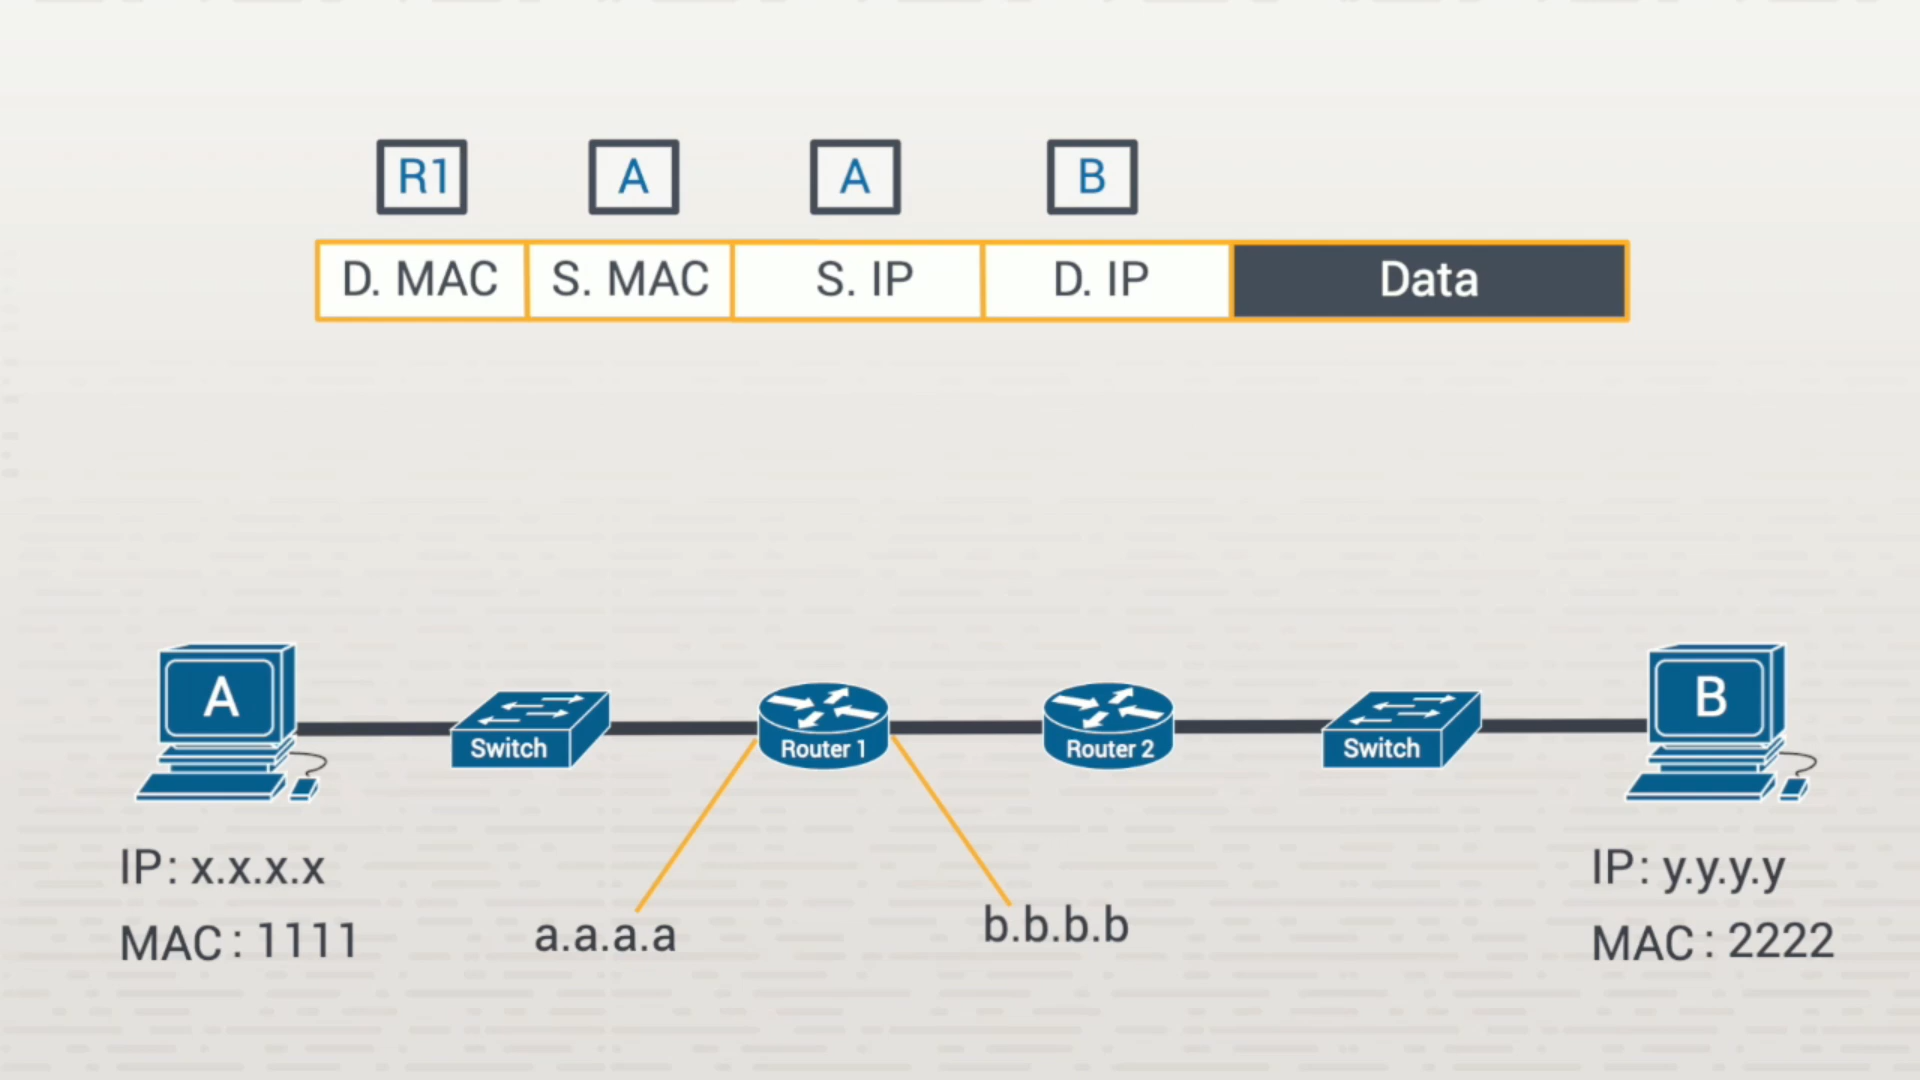 R1 A A B
D. MAC S. MAC S. IP D. IP Data
A B
Switch Router 1 Router 2 Switch
IP: x.x.x.x
MAC: 1111
a.a.a.a
b.b.b.b
IP: y.y.y.y
MAC: 2222